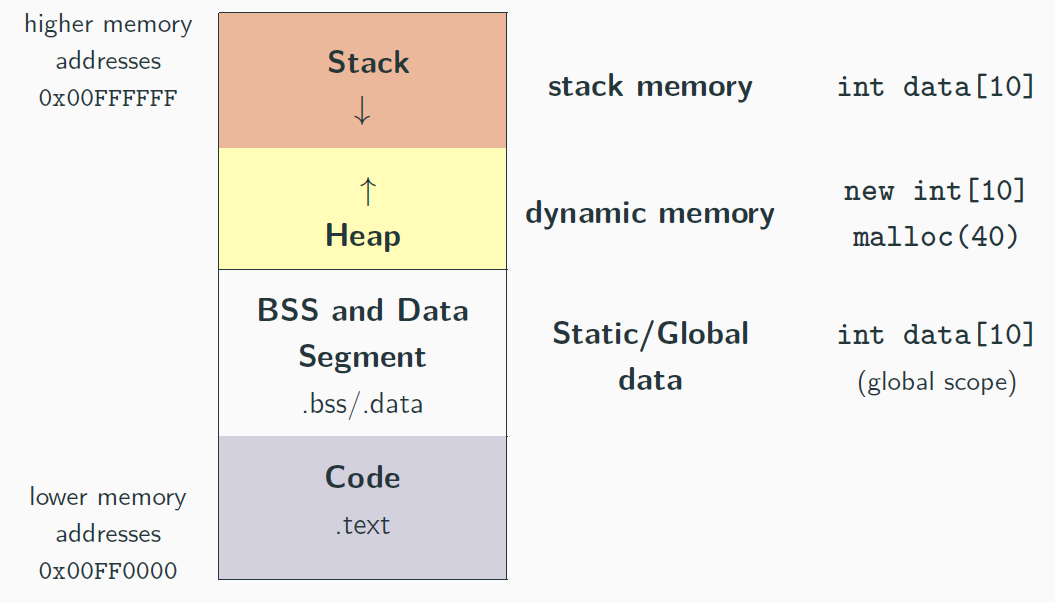 higher memory
addresses
0x00FFFFFF
Stack
↓
stack memory
int data[10]
↑
Heap
dynamic memory
new int[10]
malloc(40)
BSS and Data
Segment
.bss/.data
Static/Global
data
int data[10]
(global scope)
Code
.text
lower memory
addresses
0x00FF0000